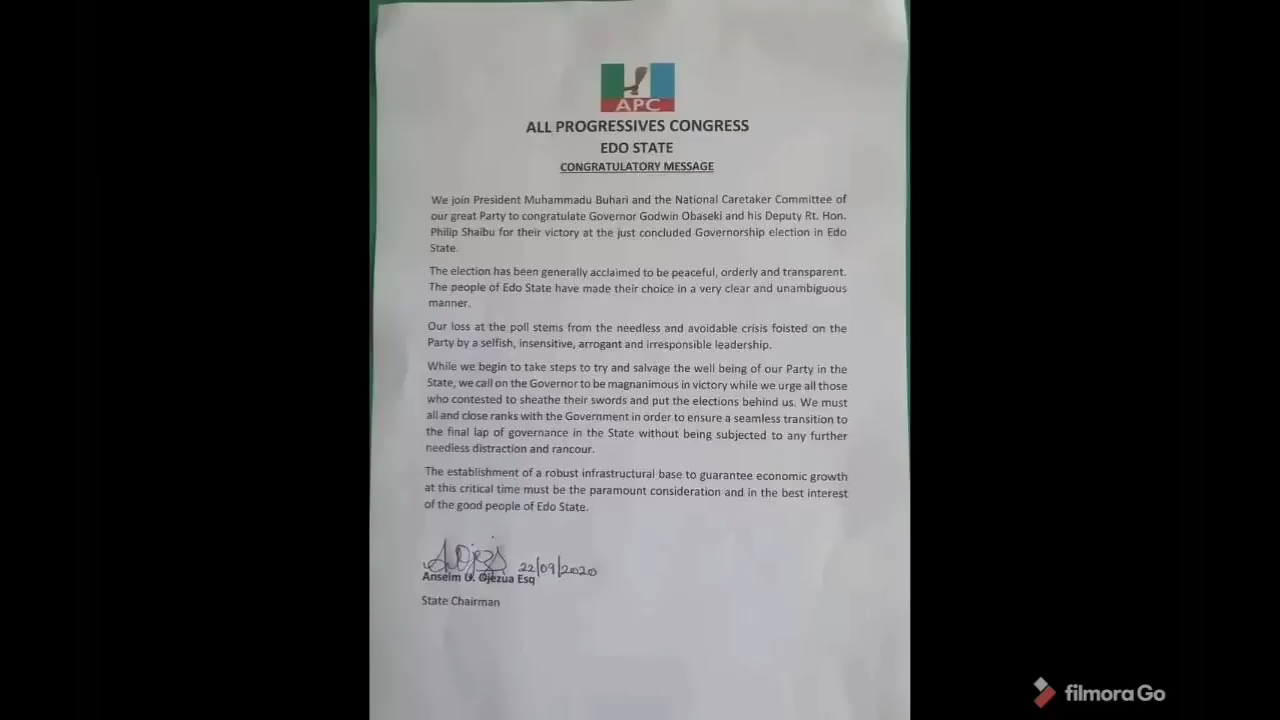 APC
ALL PROGRESSIVES CONGRESS
EDO STATE
CONGRATULATORY MESSAGE
We join President Muhammadu Buhari and the National Caretaker Committee of
our great Party to congratulate Governor Godwin Obaseki and his Deputy Rt. Hon.
Philip Shaibu for their victory at the just concluded Governorship election in Edo
State.
The election has been generally acclaimed to be peaceful, orderly and transparent.
The people of Edo State have made their choice in a very clear and unambiguous
manner.
Our loss at the poll stems from the needless and avoidable crisis foisted on the
Party by a selfish, insensitive, arrogant and irresponsible leadership.
While we begin to take steps to try and salvage the well being of our Party in the
State, we call on the Governor to be magnanimous in victory while we urge all those
who contested to sheathe their swords and put the elections behind us. We must
all and close ranks with the Government in order to ensure a seamless transition to
the final lap of governance in the State without being subjected to any further
needless distraction and rancour.
The establishment of a robust infrastructural base to guarantee economic growth
at this critical time must be the paramount consideration and in the best interest
of the good people of Edo State.
22/09/2020
Anselm U. Ojezua Esq
State Chairman
filmoraGo